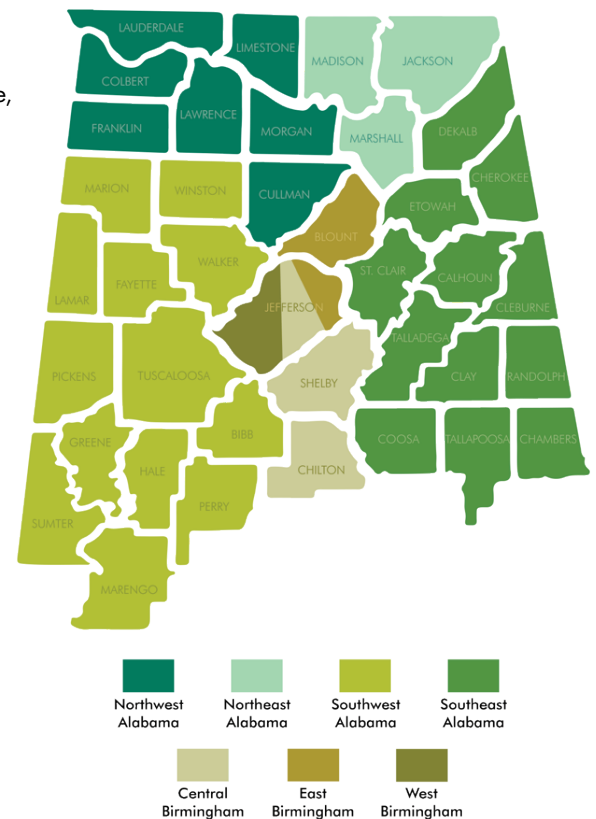 e,
LAUDERDALE
LIMESTONE
MADISON
JACKSON
COLBERT
LAWRENCE
FRANKLIN
MORGAN
MARSHALL
DEKALB
CHEROKEE
MARION
WINSTON
CULLMAN
ETOWAH
BLOUNT
WALKER
ST. CLAIR
CALHOUN
FAYETTE
LAMAR
JEFFERSON
CLEBURNE
TALLADEGA
PICKENS
TUSCALOOSA
SHELBY
CLAY
RANDOLPH
GREENE
BIBB
COOSA
TALLAPOOSA
CHAMBERS
HALE
CHILTON
PERRY
SUMTER
MARENGO
Northwest
Alabama
Northeast
Alabama
Southwest
Alabama
Southeast
Alabama
Central
Birmingham
East
Birmingham
West
Birmingham